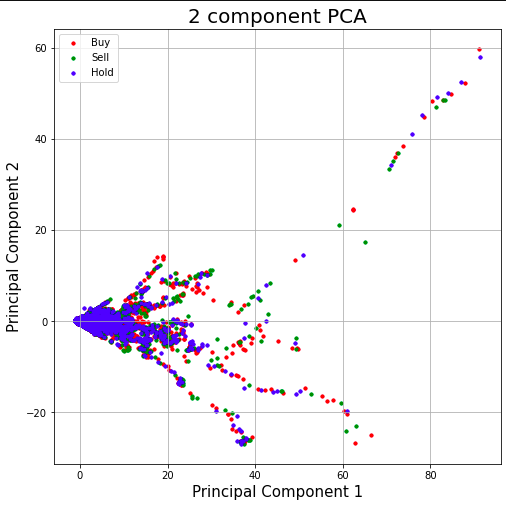 2 component PCA
Buy
Sell
Hold
Principal Component 2
60
40
20
0
−20
0
20
40
60
80
Principal Component 1